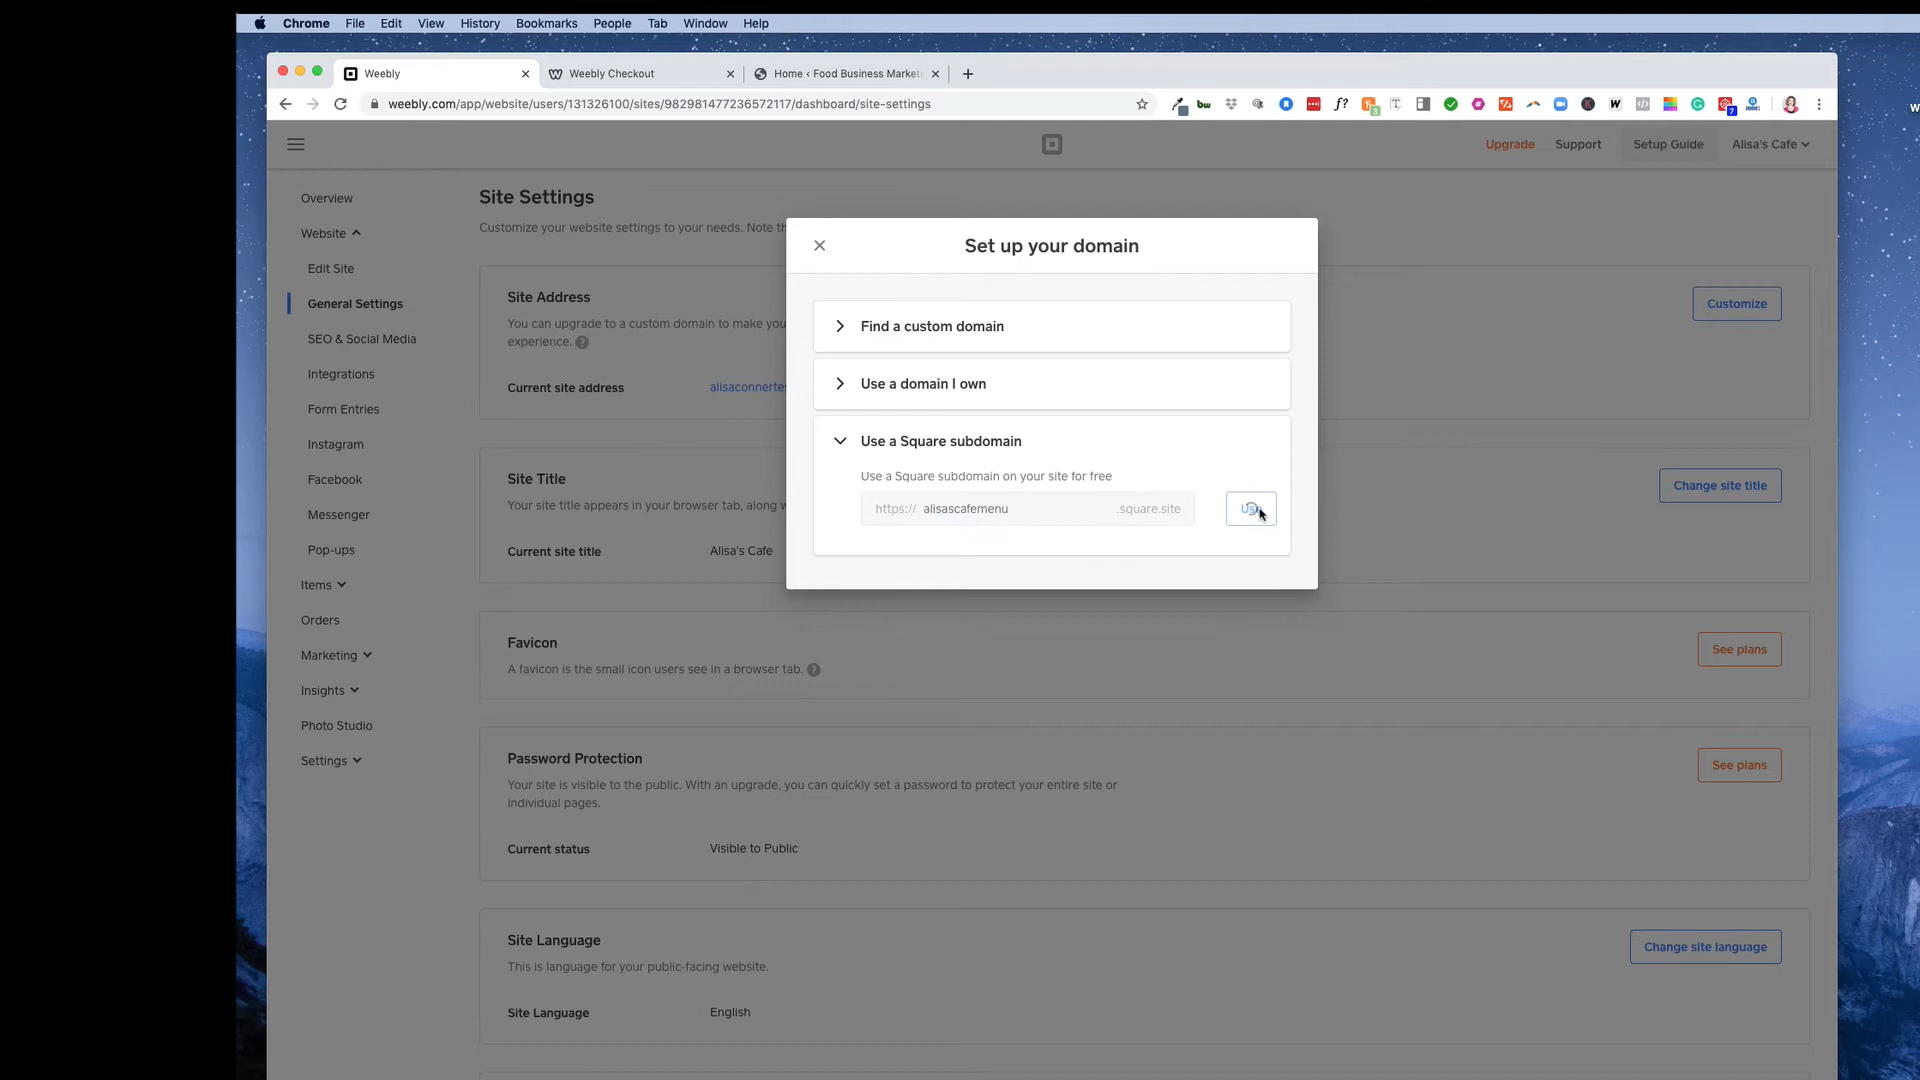 Chrome File Edit View History Bookmarks People Tab Window Help
Weebly
Weebly Checkout
Home ‹ Food Business Market
weebly.com/app/website/users/131326100/sites/982981477236572117/dashboard/site-settings
Upgrade
Support
Setup Guide
Alisa's Cafe
Overview
Website
Edit Site
General Settings
SEO & Social Media
Integrations
Form Entries
Instagram
Facebook
Messenger
Pop-ups
Items
Orders
Marketing
Insights
Photo Studio
Settings
Site Settings
Customize your website settings to your needs. Note th
Site Address
You can upgrade to a custom domain to make you
experience.
Current site address
alisaconnertes
Customize
Site Title
Your site title appears in your browser tab, along w
Current site title
Alisa's Cafe
Change site title
Favicon
A favicon is the small icon users see in a browser tab.
See plans
Password Protection
Your site is visible to the public. With an upgrade, you can quickly set a password to protect your entire site or
individual pages.
Current status
Visible to Public
See plans
Site Language
This is language for your public-facing website.
Site Language
English
Change site language
Set up your domain
Find a custom domain
Use a domain I own
Use a Square subdomain
Use a Square subdomain on your site for free
https:// alisascafemenu .square.site
Use